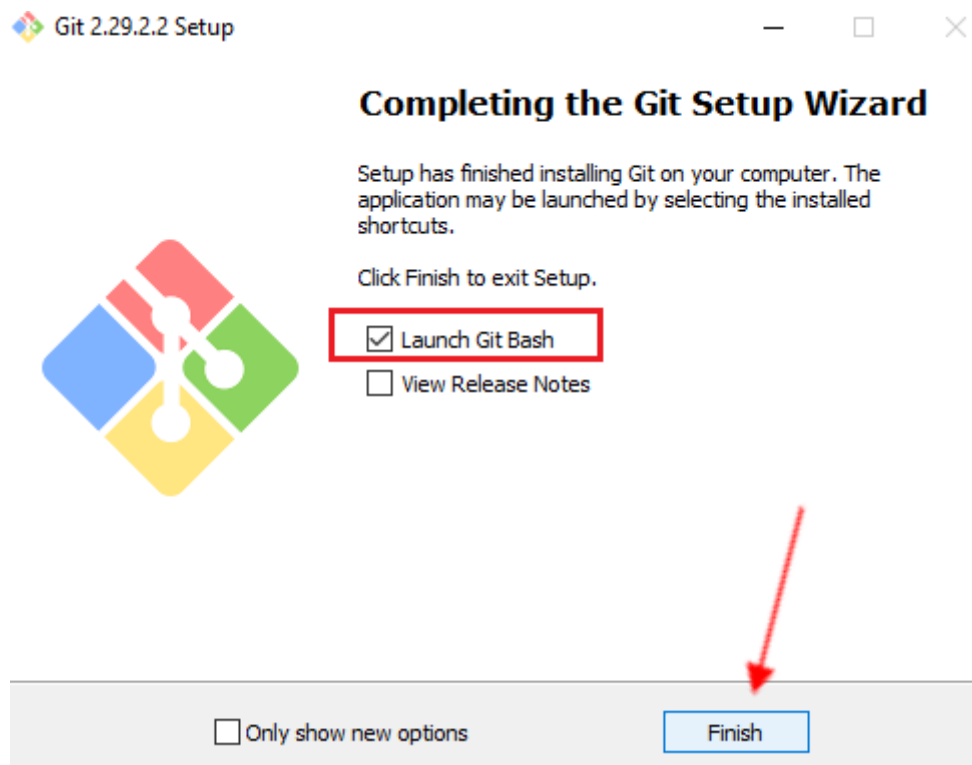 Git 2.29.2.2 Setup
Completing the Git Setup Wizard
Setup has finished installing Git on your computer. The
application may be launched by selecting the installed
shortcuts.
Click Finish to exit Setup.
Launch Git Bash
View Release Notes
Only show new options
Finish